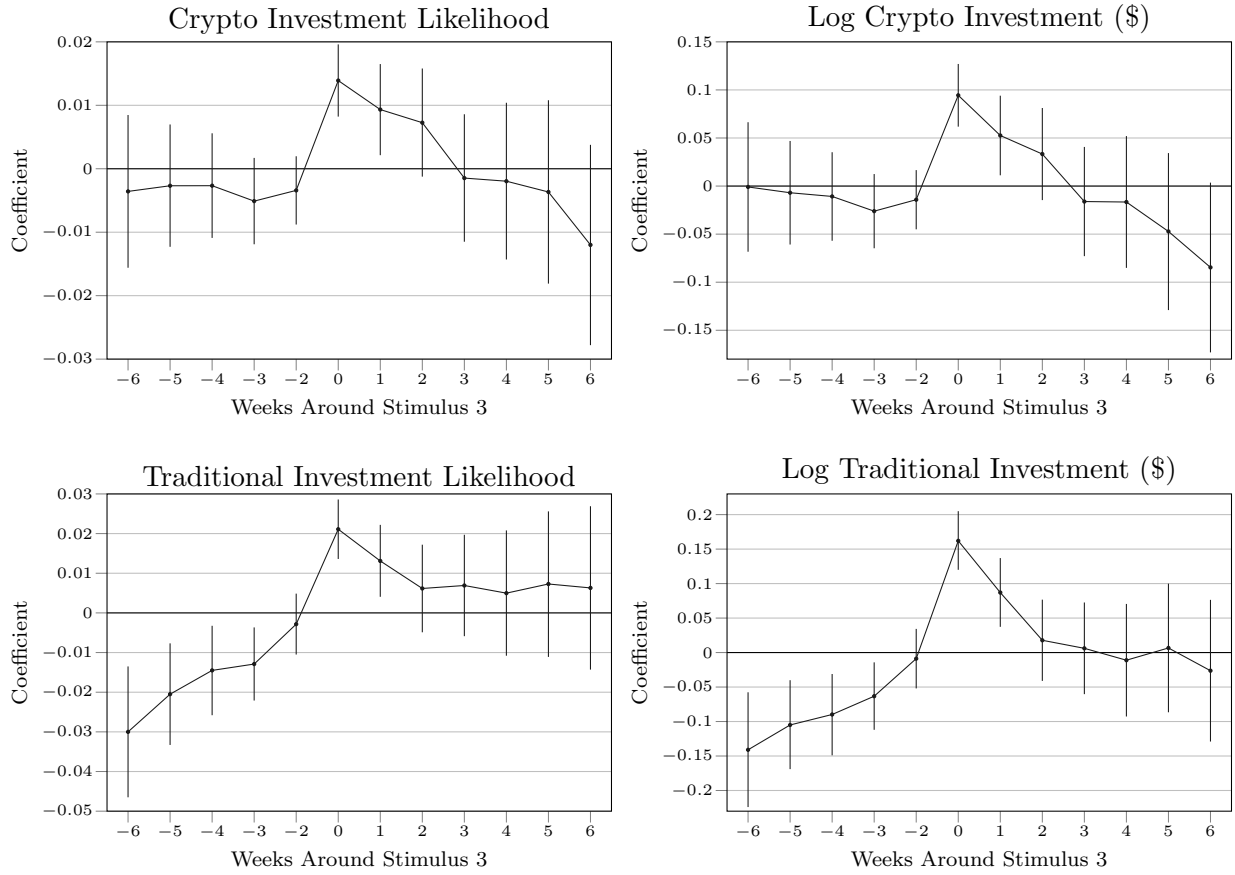 Crypto Investment Likelihood
0.02
0.01
0
−0.01
−0.02
−0.03
Coefficient
−6 −5 −4 −3 −2 0 1 2 3 4 5 6
Weeks Around Stimulus 3
Log Crypto Investment ($)
0.15
0.1
0.05
0
−0.05
−0.1
−0.15
Coefficient
−6 −5 −4 −3 −2 0 1 2 3 4 5 6
Weeks Around Stimulus 3
Traditional Investment Likelihood
0.03
0.02
0.01
0
−0.01
−0.02
−0.03
−0.04
−0.05
Coefficient
−6 −5 −4 −3 −2 0 1 2 3 4 5 6
Weeks Around Stimulus 3
Log Traditional Investment ($)
0.2
0.15
0.1
0.05
0
−0.05
−0.1
−0.15
−0.2
Coefficient
−6 −5 −4 −3 −2 0 1 2 3 4 5 6
Weeks Around Stimulus 3